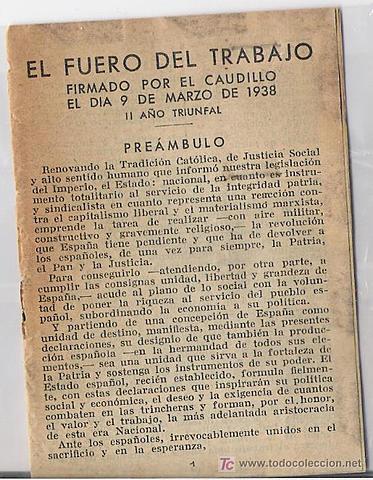 EL FUERO DEL TRABAJO
FIRMADO POR EL CAUDILLO
EL DIA 9 DE MARZO DE 1938
II AÑO TRIUNFAL
PREÁMBULO
Renovando la Tradición Católica, de Justicia Social
y alto sentido humano que informó nuestra legislación
del Imperio, el Estado: nacional, en cuanto es instru-
mento totalitario al servicio de la integridad patria,
y sindicalista en cuanto representa una reacción con-
tra el capitalismo liberal y el materialismo marxista,
emprende la tarea de realizar —con aire militar,
constructivo y gravemente religioso,— la revolución
que España tiene pendiente y que ha de devolver a
los españoles, de una vez para siempre, la Patria,
el Pan y la Justicia.
Para conseguirlo —atendiendo, por otra parte, a
cumplir las consignas unidad, libertad y grandeza de
España,— acude al plano de lo social con la volun-
tad de poner la riqueza al servicio del pueblo es-
pañol, subordinando la economía a su política.
Y partiendo de una concepción de España como
unidad de destino, manifiesta, mediante las presentes
declaraciones, su designio de que también la produc-
ción española —en la hermandad de todos sus ele-
mentos,— sea una unidad que sirva a la fortaleza de
la Patria y sostenga los instrumentos de su poder. El
Estado español, recién establecido, formula fielmen-
te, con estas declaraciones que inspirarán su política
social y económica, el deseo y la exigencia de cuantos
combaten en las trincheras y forman, por el honor,
el valor y el trabajo, la más adelantada aristocracia
de esta era Nacional.
Ante los españoles, irrevocablemente unidos en el
sacrificio y en la esperanza,
1
TC todocoleccion
www.todocoleccion.net